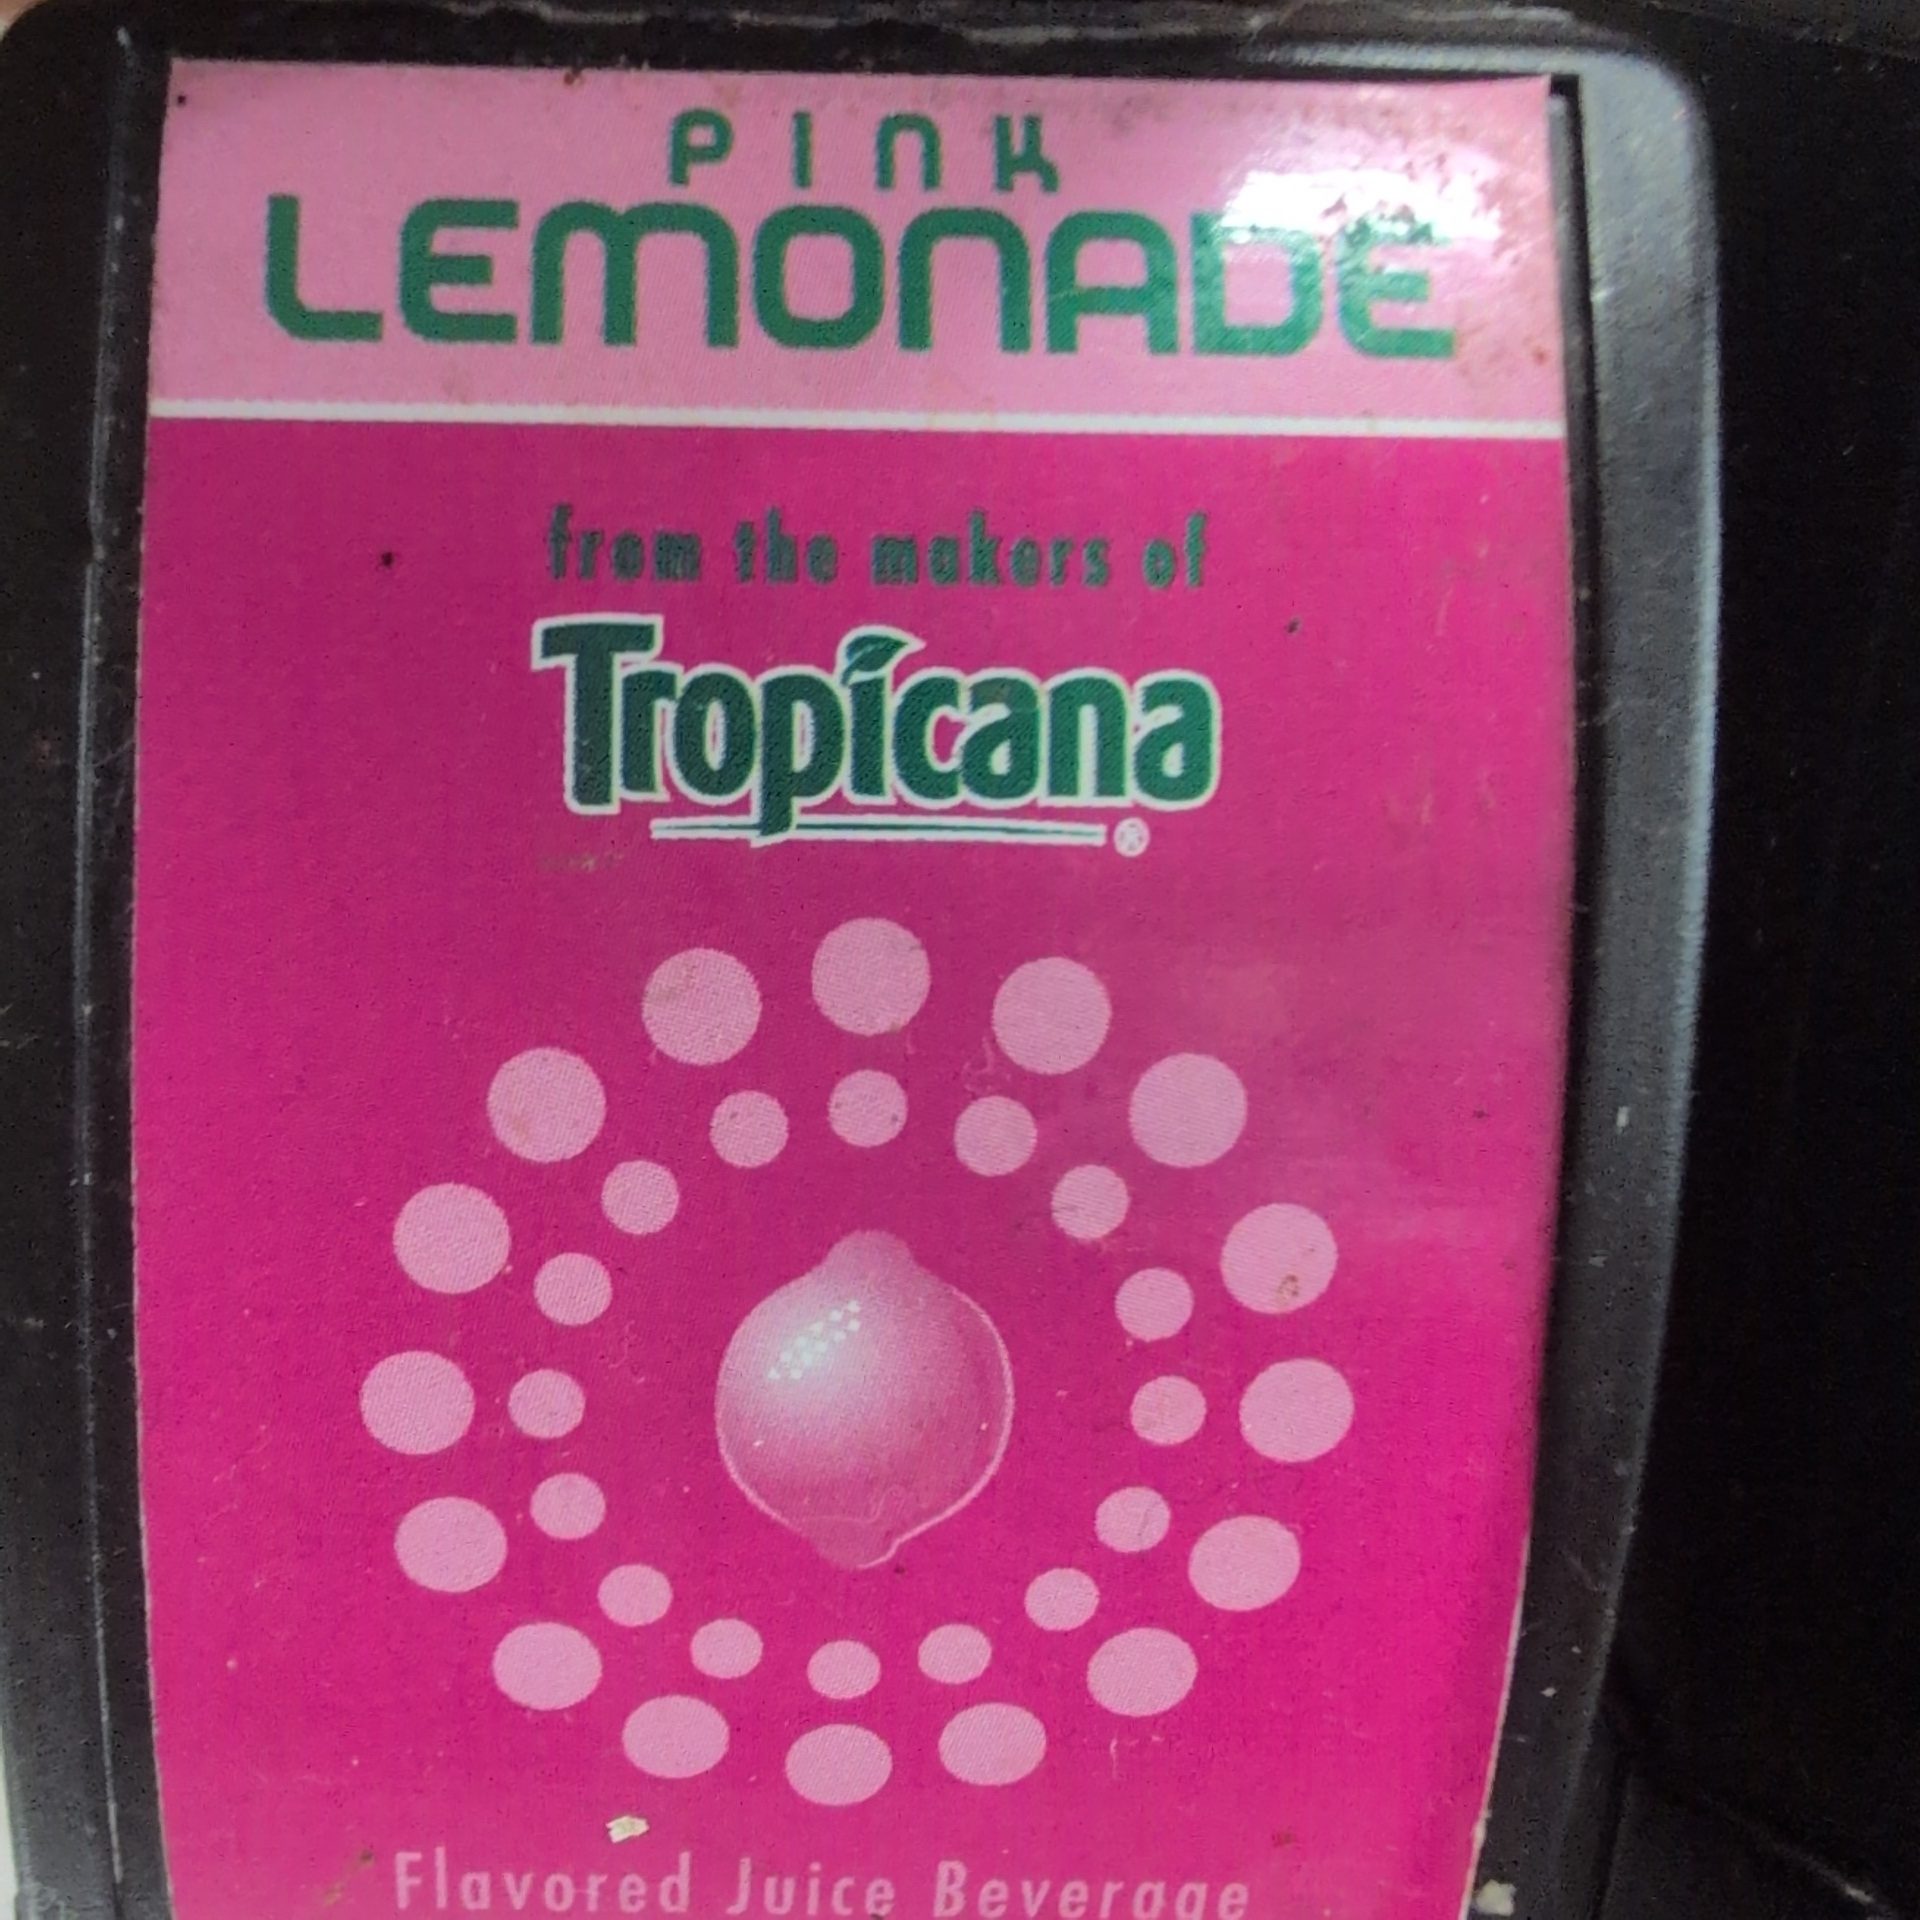 PINK
LEMONADE
from the makers of
Tropicana
®
Flavored Juice Beverage